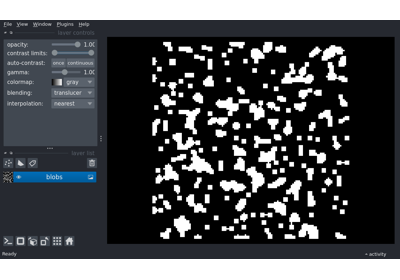 File View Window Plugins Help
layer controls
opacity: 1.00
contrast limits:
auto-contrast: once continuous
gamma: 1.00
colormap: gray
blending: translucer
interpolation: nearest
layer list
blobs
Ready
activity